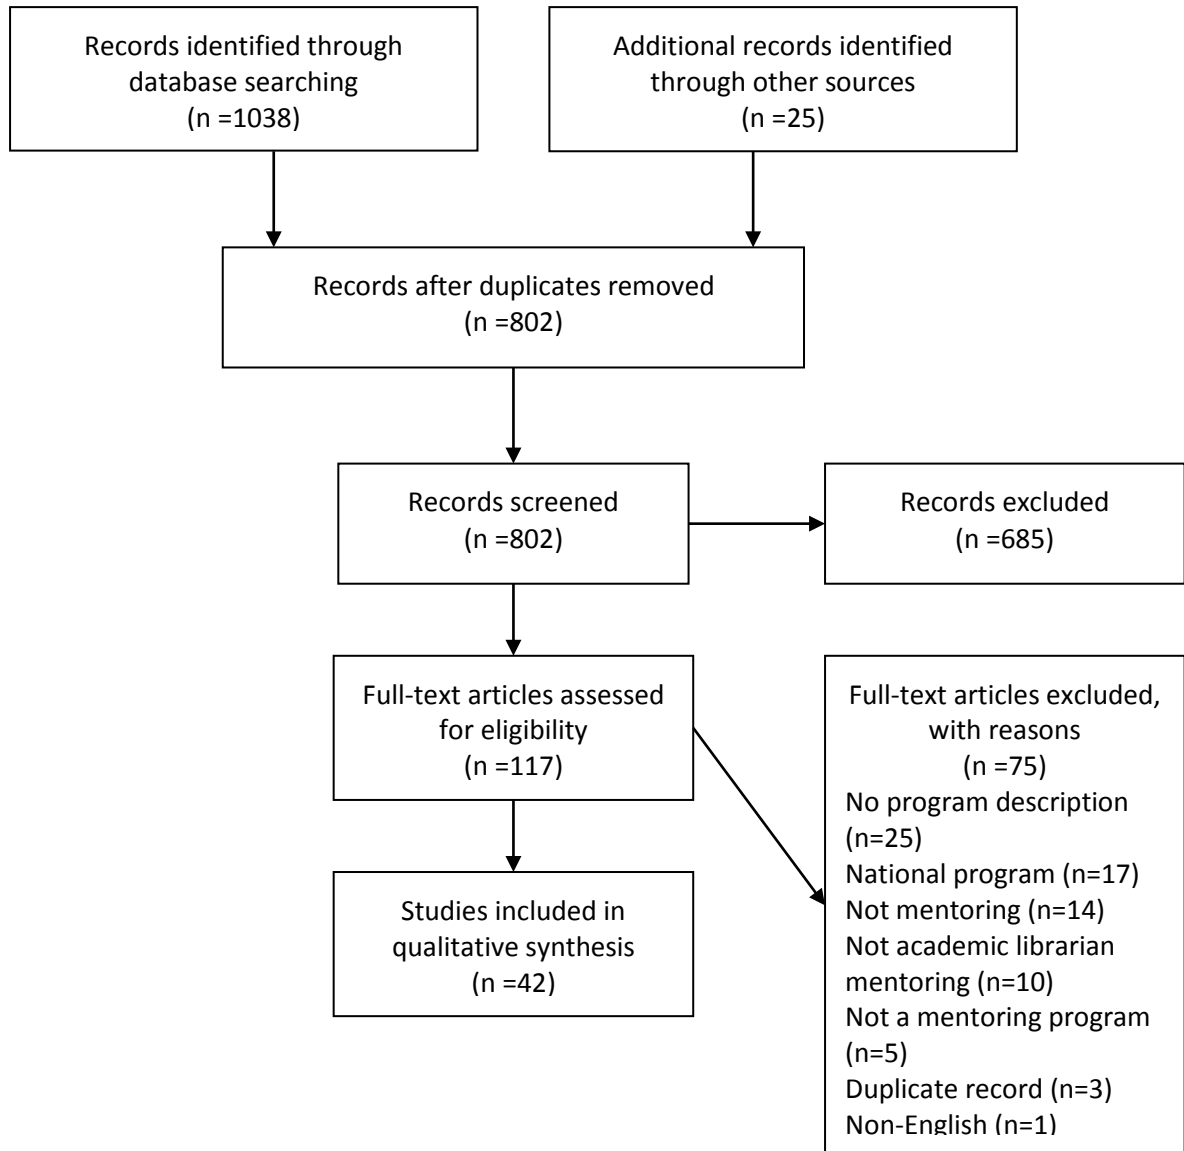 Records identified through
database searching
(n =1038)
Additional records identified
through other sources
(n =25)
Records after duplicates removed
(n =802)
Records screened
(n =802)
Records excluded
(n =685)
Full-text articles assessed
for eligibility
(n =117)
Full-text articles excluded,
with reasons
(n =75)
No program description
(n=25)
National program (n=17)
Not mentoring (n=14)
Not academic librarian
mentoring (n=10)
Not a mentoring program
(n=5)
Duplicate record (n=3)
Non-English (n=1)
Studies included in
qualitative synthesis
(n =42)